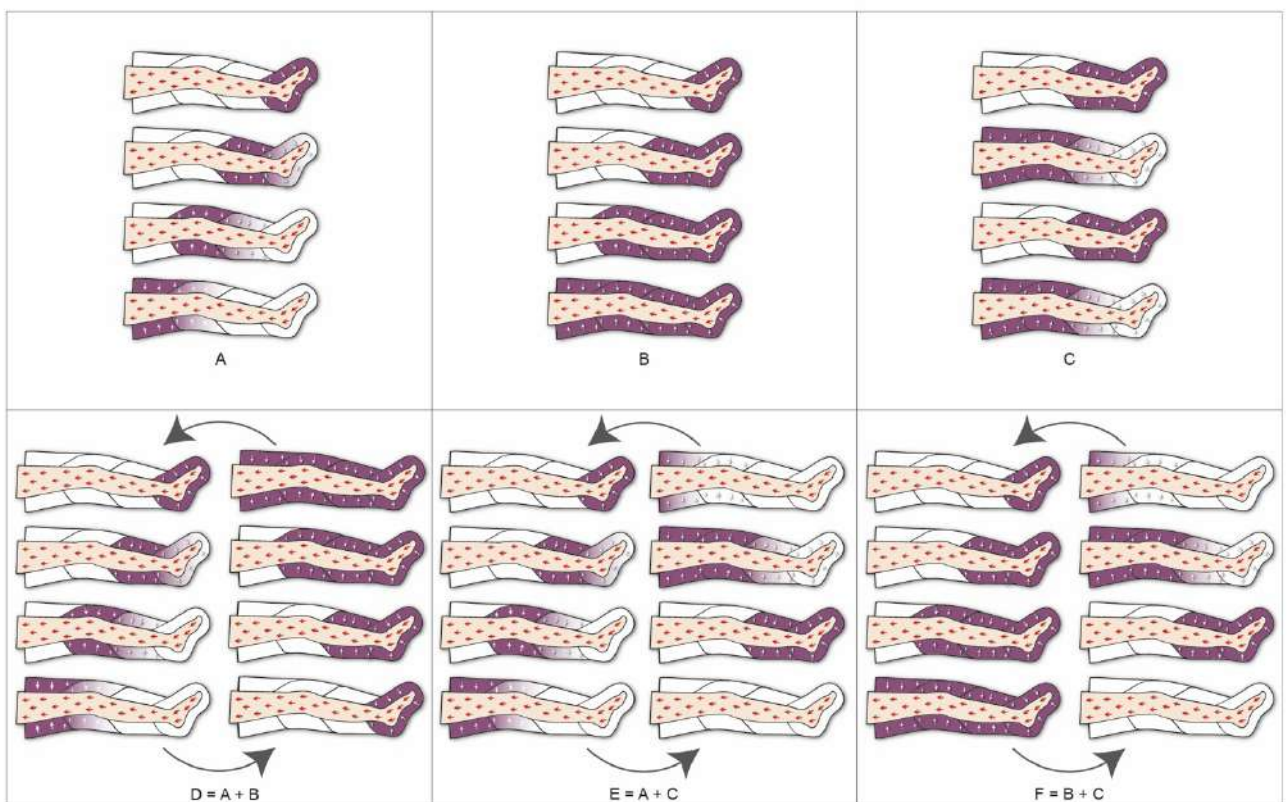 A
B
C
D = A + B
E = A + C
F = B + C